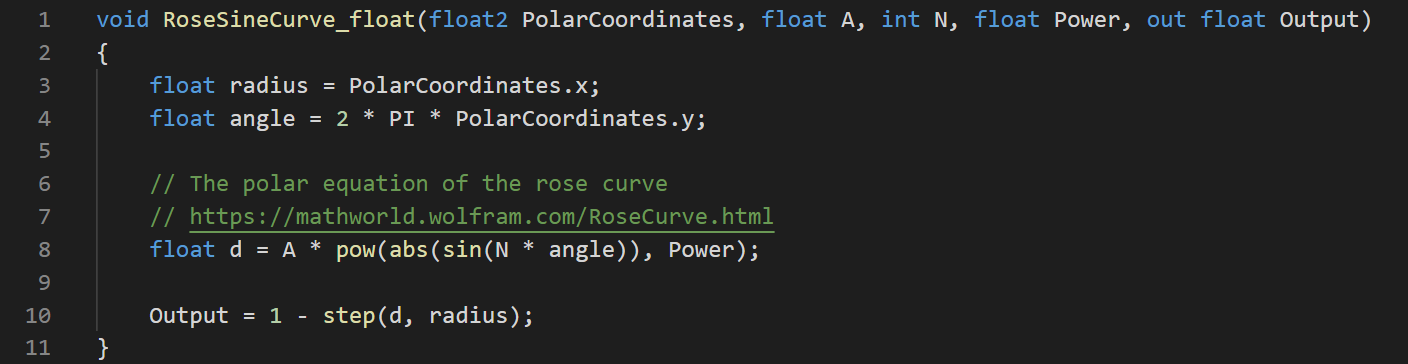 1 void RoseSineCurve_float(float2 PolarCoordinates, float A, int N, float Power, out float Output)
2 {
3     float radius = PolarCoordinates.x;
4     float angle = 2 * PI * PolarCoordinates.y;
5
6     // The polar equation of the rose curve
7     // https://mathworld.wolfram.com/RoseCurve.html
8     float d = A * pow(abs(sin(N * angle)), Power);
9
10     Output = 1 - step(d, radius);
11 }